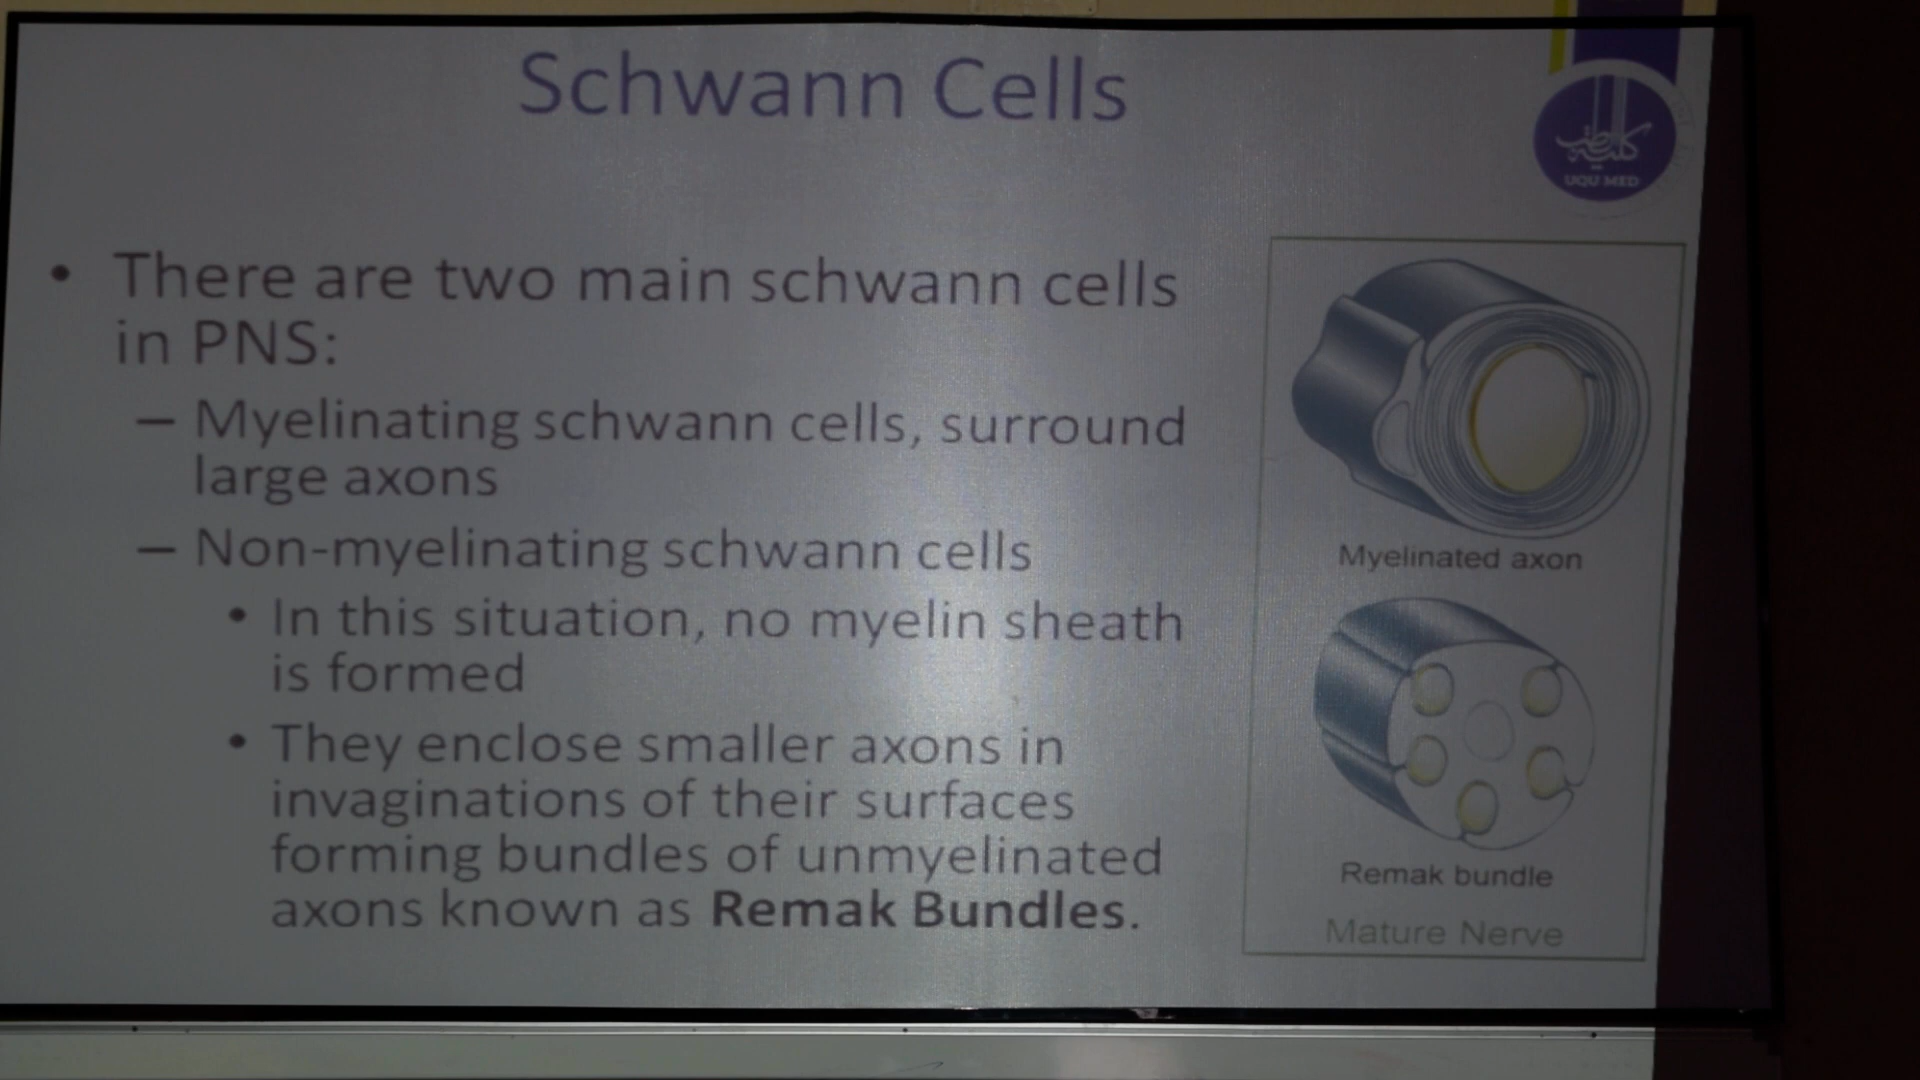 Schwann Cells
كلية طب
UQU MED
• There are two main schwann cells
in PNS:
– Myelinating schwann cells, surround
large axons
– Non-myelinating schwann cells
• In this situation, no myelin sheath
is formed
• They enclose smaller axons in
invaginations of their surfaces
forming bundles of unmyelinated
axons known as Remak Bundles.
Myelinated axon
Remak bundle
Mature Nerve